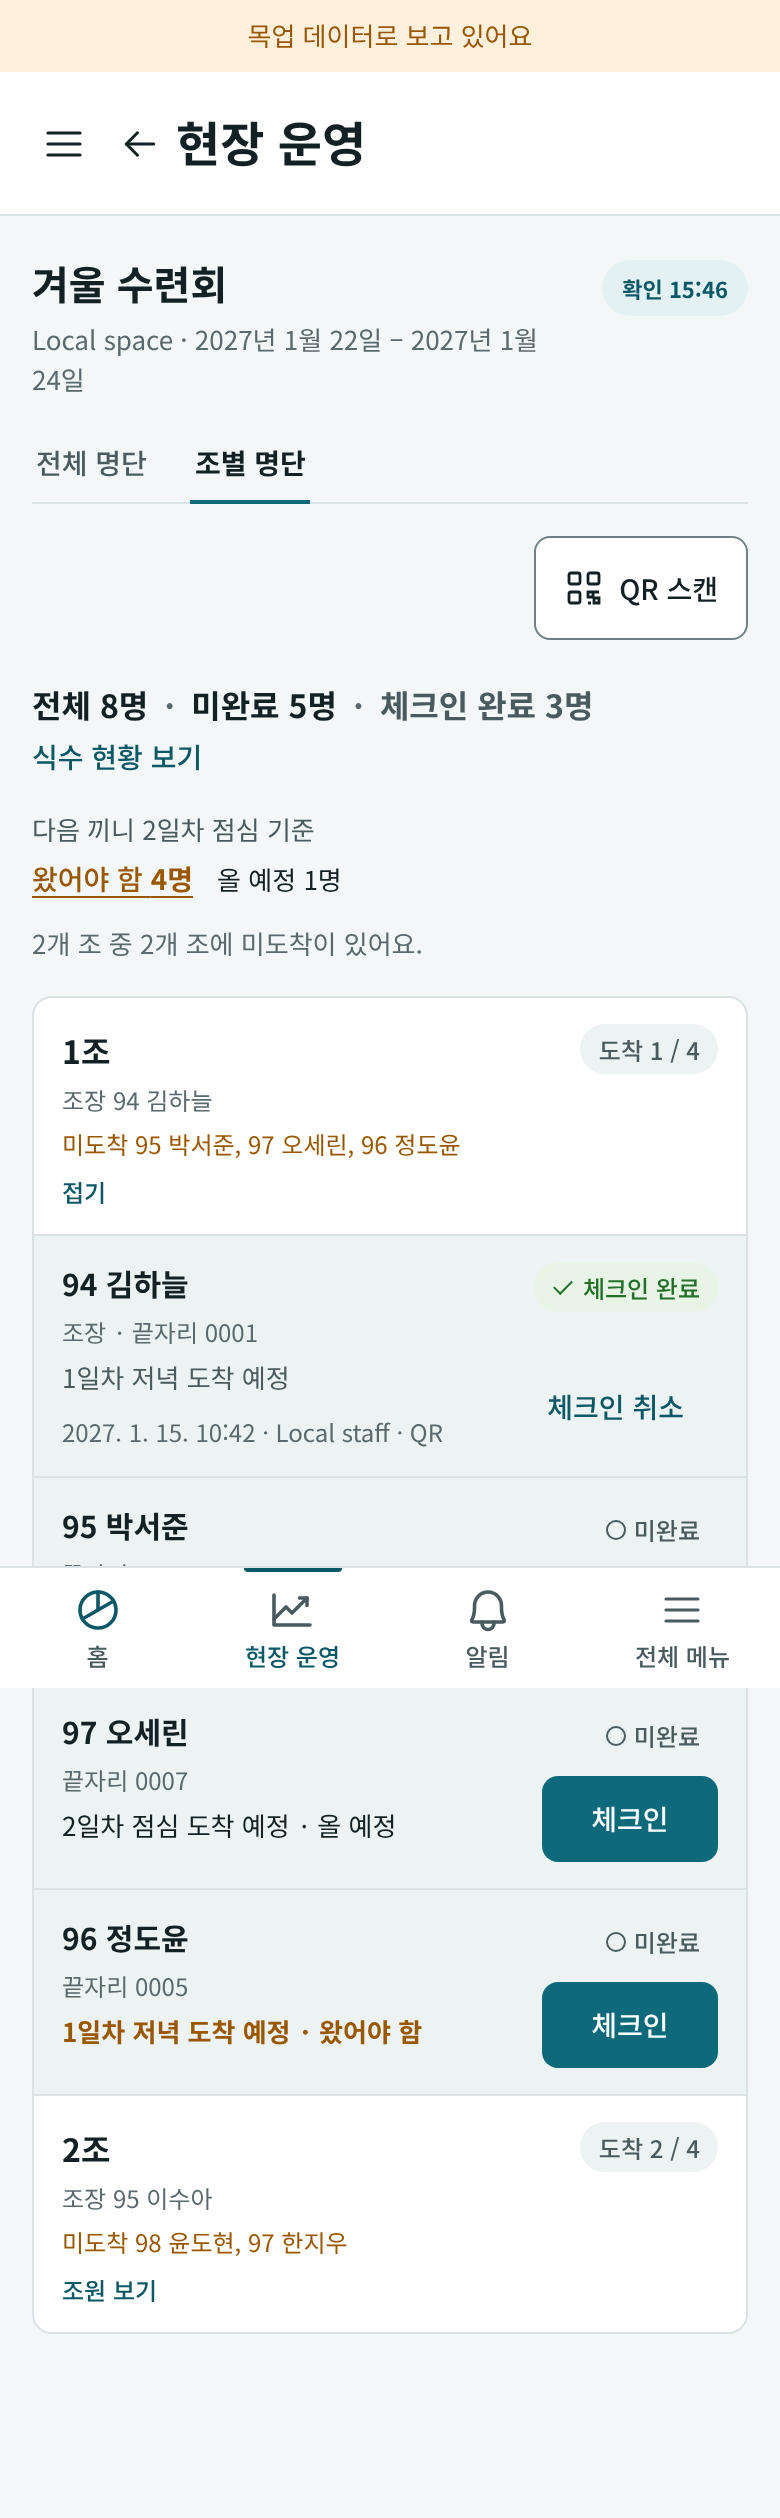 목업 데이터로 보고 있어요
현장 운영
겨울 수련회
확인 15:46
Local space · 2027년 1월 22일 – 2027년 1월
24일
전체 명단
조별 명단
QR 스캔
전체 8명 · 미완료 5명 · 체크인 완료 3명
식수 현황 보기
다음 끼니 2일차 점심 기준
왔어야 함 4명 올 예정 1명
2개 조 중 2개 조에 미도착이 있어요.
1조
도착 1 / 4
조장 94 김하늘
미도착 95 박서준, 97 오세린, 96 정도윤
접기
94 김하늘
체크인 완료
조장 · 끝자리 0001
1일차 저녁 도착 예정
체크인 취소
2027. 1. 15. 10:42 · Local staff · QR
95 박서준
미완료
홈
현장 운영
알림
전체 메뉴
97 오세린
미완료
끝자리 0007
2일차 점심 도착 예정 · 올 예정
체크인
96 정도윤
미완료
끝자리 0005
1일차 저녁 도착 예정 · 왔어야 함
체크인
2조
도착 2 / 4
조장 95 이수아
미도착 98 윤도현, 97 한지우
조원 보기